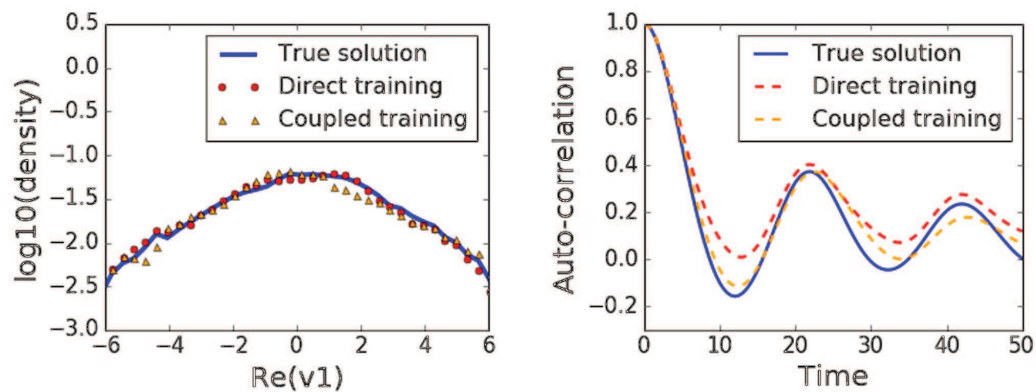 log10(density)
0.5
0.0
−0.5
−1.0
−1.5
−2.0
−2.5
−3.0
True solution
Direct training
Coupled training
−6 −4 −2 0 2 4 6
Re(v1)
Auto-correlation
1.0
0.8
0.6
0.4
0.2
0.0
−0.2
True solution
Direct training
Coupled training
0 10 20 30 40 50
Time